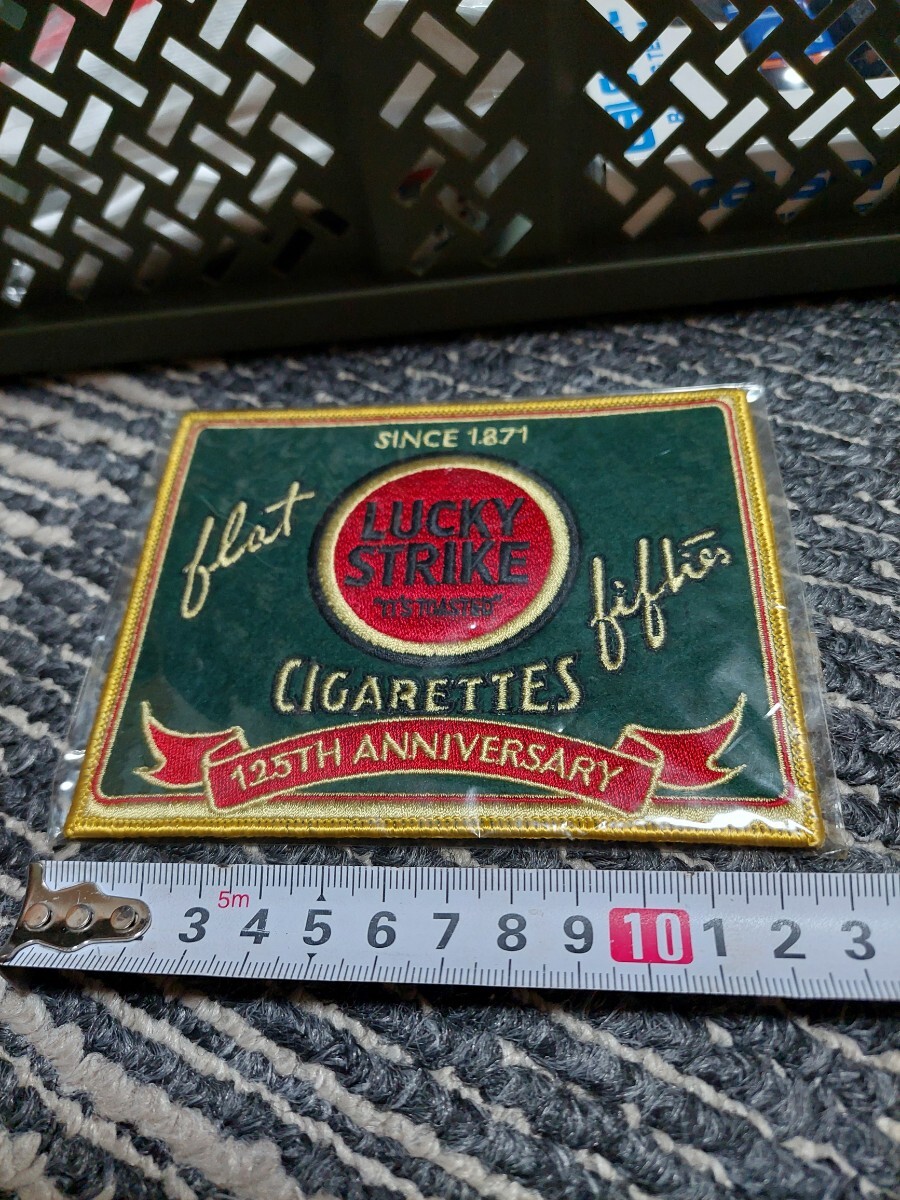 SINCE 1871
flat
LUCKY
STRIKE
"IT'S TOASTED"
fifties
CIGARETTES
125TH ANNIVERSARY
5m
3 4 5 6 7 8 9 10 1 2 3